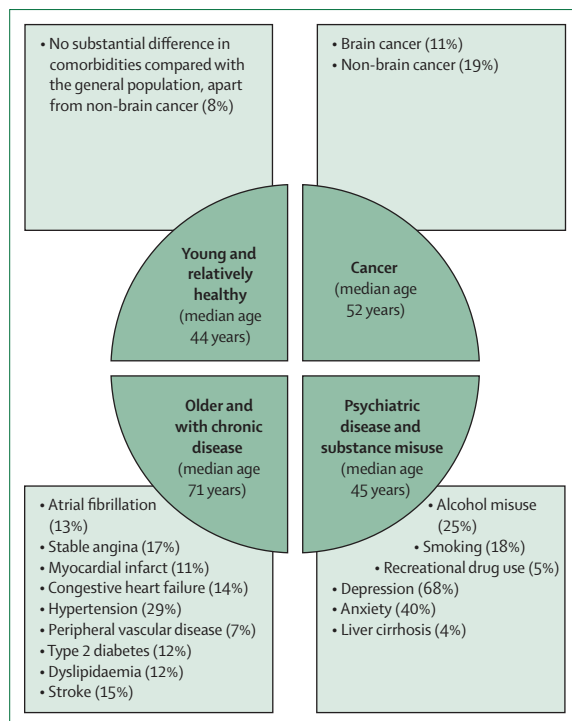 • No substantial difference in
comorbidities compared with
the general population, apart
from non-brain cancer (8%)
• Brain cancer (11%)
• Non-brain cancer (19%)
Young and
relatively
healthy
(median age
44 years)
Cancer
(median age
52 years)
Older and
with chronic
disease
(median age
71 years)
Psychiatric
disease and
substance misuse
(median age
45 years)
• Atrial fibrillation
(13%)
• Stable angina (17%)
• Myocardial infarct (11%)
• Congestive heart failure (14%)
• Hypertension (29%)
• Peripheral vascular disease (7%)
• Type 2 diabetes (12%)
• Dyslipidaemia (12%)
• Stroke (15%)
• Alcohol misuse
(25%)
• Smoking (18%)
• Recreational drug use (5%)
• Depression (68%)
• Anxiety (40%)
• Liver cirrhosis (4%)